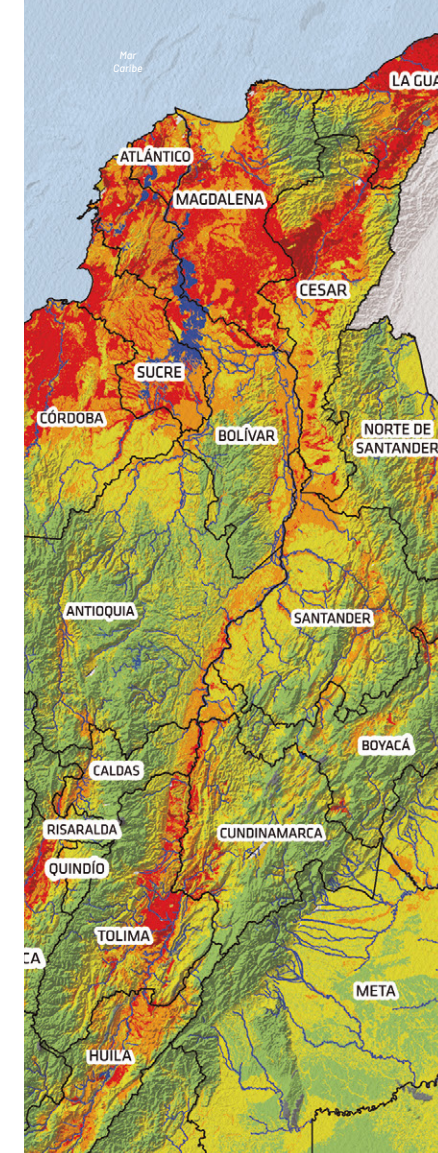 Mar
Caribe
LA GUA
ATLÁNTICO
MAGDALENA
CESAR
SUCRE
CÓRDOBA
BOLÍVAR
NORTE DE
SANTANDER
ANTIOQUIA
SANTANDER
BOYACÁ
CALDAS
RISARALDA
CUNDINAMARCA
QUINDÍO
TOLIMA
CA
META
HUILA